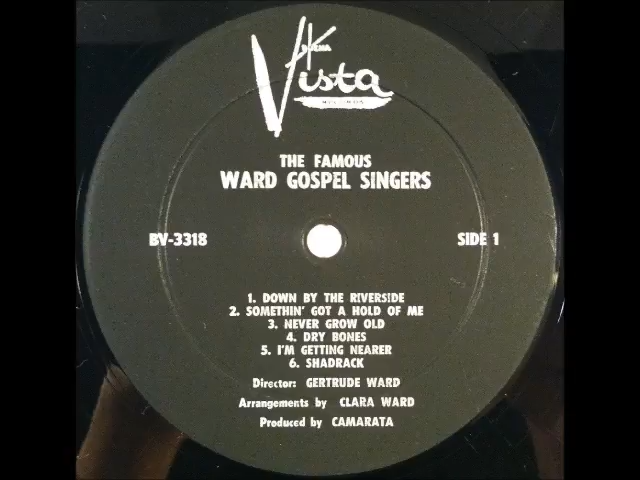 BUENA
Vista
THE FAMOUS
WARD GOSPEL SINGERS
BV-3318
SIDE 1
1. DOWN BY THE RIVERSIDE
2. SOMETHIN' GOT A HOLD OF ME
3. NEVER GROW OLD
4. DRY BONES
5. I'M GETTING NEARER
6. SHADRACK
Director: GERTRUDE WARD
Arrangements by CLARA WARD
Produced by CAMARATA